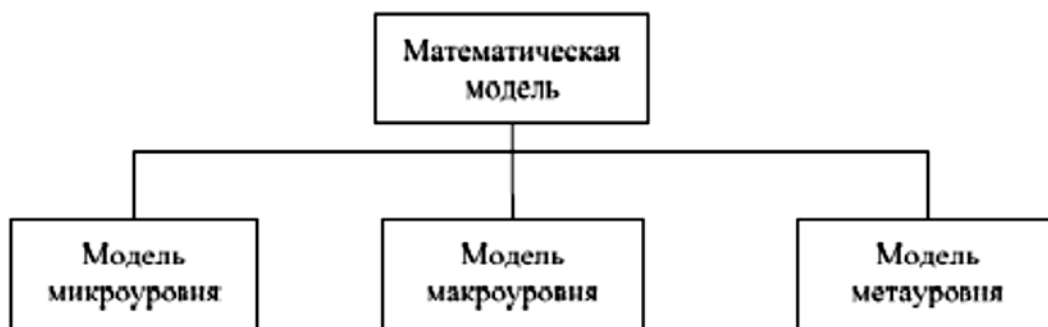 Математическая
модель
Модель
микроуровня
Модель
макроуровня
Модель
метауровня